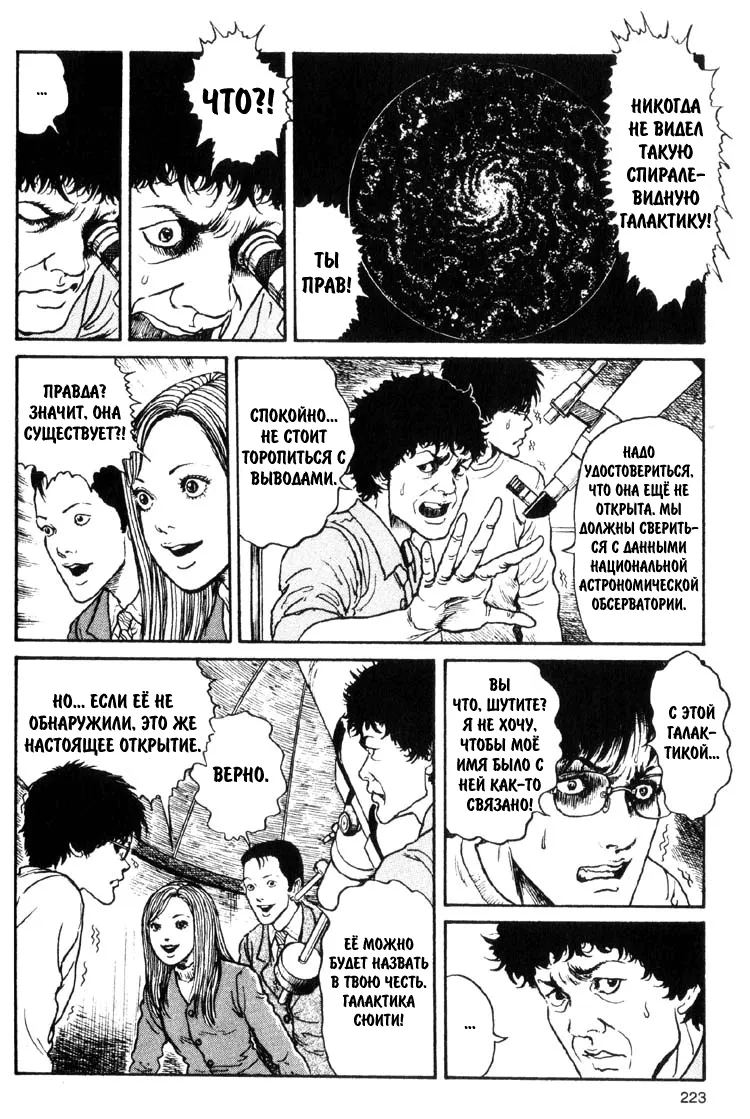 ...
ЧТО?!
НИКОГДА
НЕ ВИДЕЛ
ТАКУЮ
СПИРАЛЕ-
ВИДНУЮ
ГАЛАКТИКУ!
ТЫ
ПРАВ!
ПРАВДА?
ЗНАЧИТ, ОНА
СУЩЕСТВУЕТ?!
СПОКОЙНО...
НЕ СТОИТ
ТОРОПИТЬСЯ С
ВЫВОДАМИ.
НАДО
УДОСТОВЕРИТЬСЯ,
ЧТО ОНА ЕЩЁ НЕ
ОТКРЫТА. МЫ
ДОЛЖНЫ СВЕРИТЬ-
СЯ С ДАННЫМИ
НАЦИОНАЛЬНОЙ
АСТРОНОМИЧЕСКОЙ
ОБСЕРВАТОРИИ.
НО... ЕСЛИ ЕЁ НЕ
ОБНАРУЖИЛИ, ЭТО ЖЕ
НАСТОЯЩЕЕ ОТКРЫТИЕ.
ВЕРНО.
ЕЁ МОЖНО
БУДЕТ НАЗВАТЬ
В ТВОЮ ЧЕСТЬ.
ГАЛАКТИКА
СЮИТИ!
ВЫ
ЧТО, ШУТИТЕ?
Я НЕ ХОЧУ,
ЧТОБЫ МОЁ
ИМЯ БЫЛО С
НЕЙ КАК-ТО
СВЯЗАНО!
С ЭТОЙ
ГАЛАК-
ТИКОЙ...
...
223